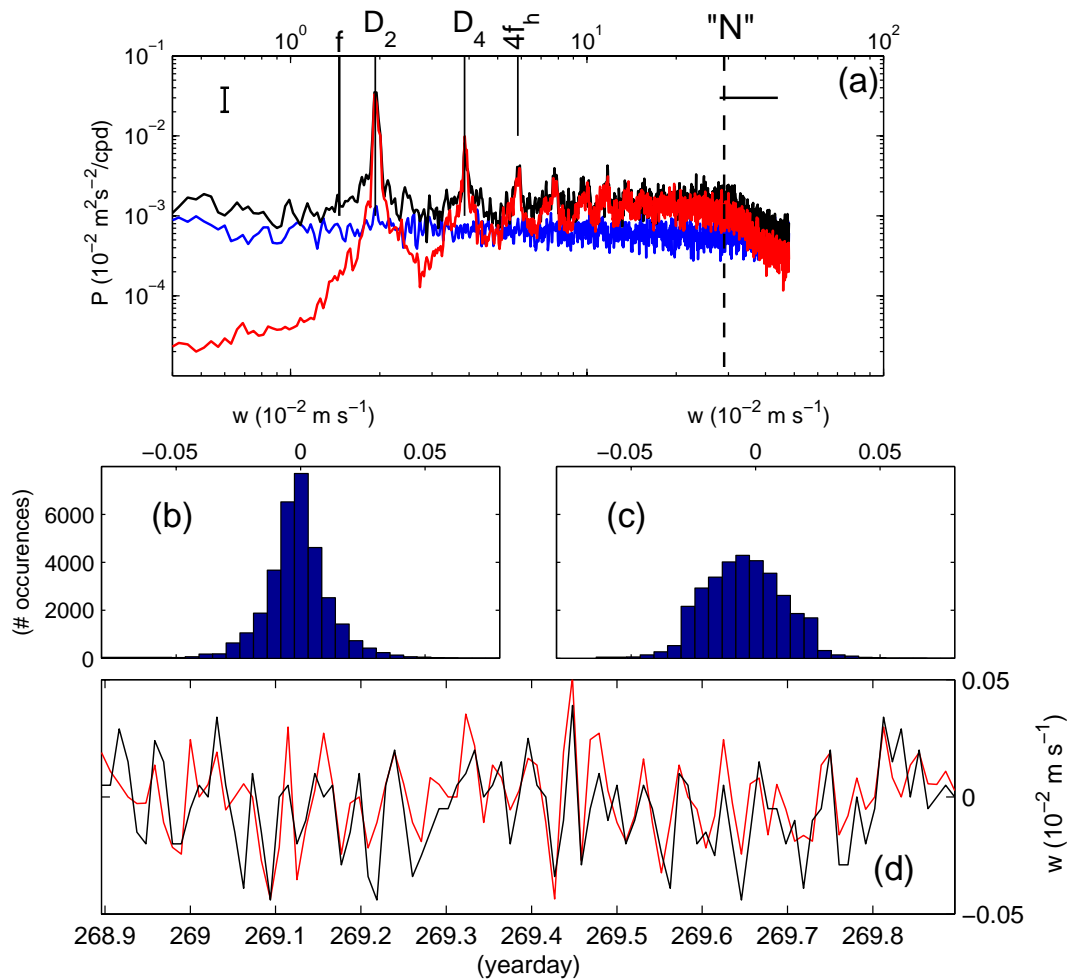 f D₂ D₄ 4f_h "N"
10⁰ 10¹ 10²
(a)
10⁻¹
10⁻²
10⁻³
10⁻⁴
P (10⁻² m²s⁻²/cpd)
w (10⁻² m s⁻¹) w (10⁻² m s⁻¹)
−0.05 0 0.05 −0.05 0 0.05
(b) (c)
6000
4000
2000
0
(# occurences)
0.05
0
−0.05
w (10⁻² m s⁻¹)
(d)
268.9 269 269.1 269.2 269.3 269.4 269.5 269.6 269.7 269.8
(yearday)